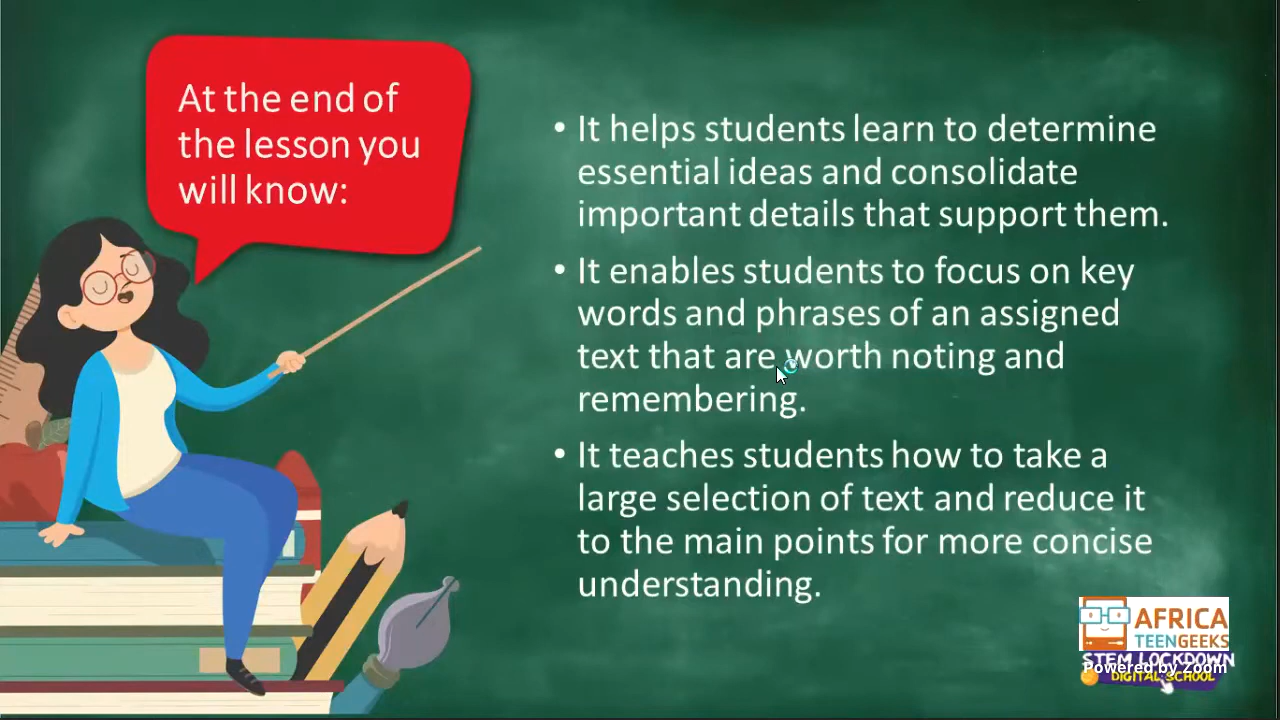 At the end of
the lesson you
will know:
• It helps students learn to determine
essential ideas and consolidate
important details that support them.
• It enables students to focus on key
words and phrases of an assigned
text that are worth noting and
remembering.
• It teaches students how to take a
large selection of text and reduce it
to the main points for more concise
understanding.
AFRICA
TEENGEEKS
STEM LOCKDOWN
Powered by Zoom
DIGITAL SCHOOL